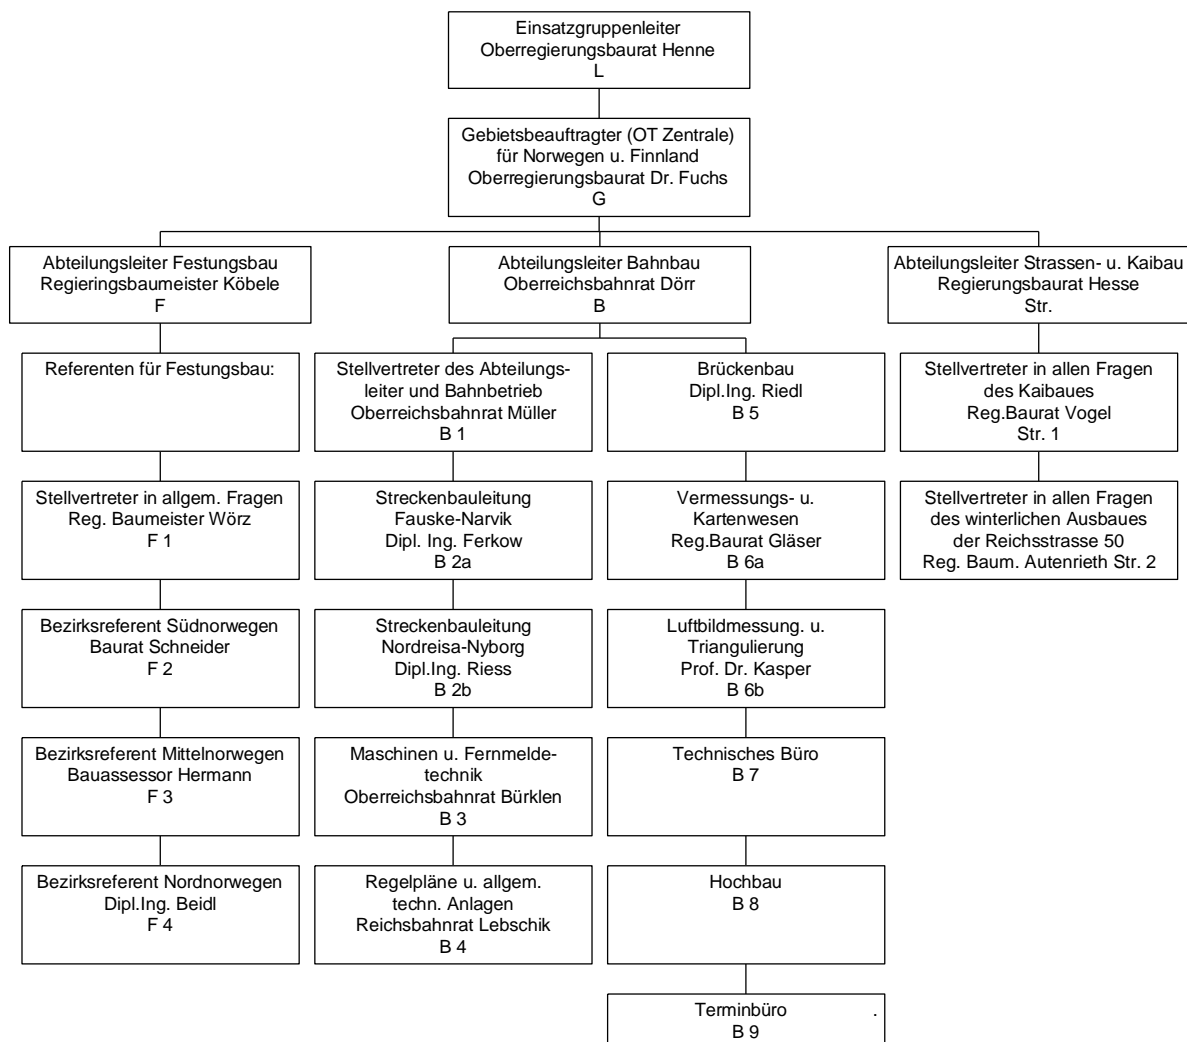 Einsatzgruppenleiter
Oberregierungsbaurat Henne
L
Gebietsbeauftragter (OT Zentrale)
für Norwegen u. Finnland
Oberregierungsbaurat Dr. Fuchs
G
Abteilungsleiter Festungsbau
Regieringsbaumeister Köbele
F
Abteilungsleiter Bahnbau
Oberreichsbahnrat Dörr
B
Abteilungsleiter Strassen- u. Kaibau
Regierungsbaurat Hesse
Str.
Referenten für Festungsbau:
Stellvertreter in allgem. Fragen
Reg. Baumeister Wörz
F 1
Bezirksreferent Südnorwegen
Baurat Schneider
F 2
Bezirksreferent Mittelnorwegen
Bauassessor Hermann
F 3
Bezirksreferent Nordnorwegen
Dipl.Ing. Beidl
F 4
Stellvertreter des Abteilungs-
leiter und Bahnbetrieb
Oberreichsbahnrat Müller
B 1
Streckenbauleitung
Fauske-Narvik
Dipl. Ing. Ferkow
B 2a
Streckenbauleitung
Nordreisa-Nyborg
Dipl.Ing. Riess
B 2b
Maschinen u. Fernmelde-
technik
Oberreichsbahnrat Bürklen
B 3
Regelpläne u. allgem.
techn. Anlagen
Reichsbahnrat Lebschik
B 4
Brückenbau
Dipl.Ing. Riedl
B 5
Vermessungs- u.
Kartenwesen
Reg.Baurat Gläser
B 6a
Luftbildmessung. u.
Triangulierung
Prof. Dr. Kasper
B 6b
Technisches Büro
B 7
Hochbau
B 8
Terminbüro .
B 9
Stellvertreter in allen Fragen
des Kaibaues
Reg.Baurat Vogel
Str. 1
Stellvertreter in allen Fragen
des winterlichen Ausbaues
der Reichsstrasse 50
Reg. Baum. Autenrieth Str. 2